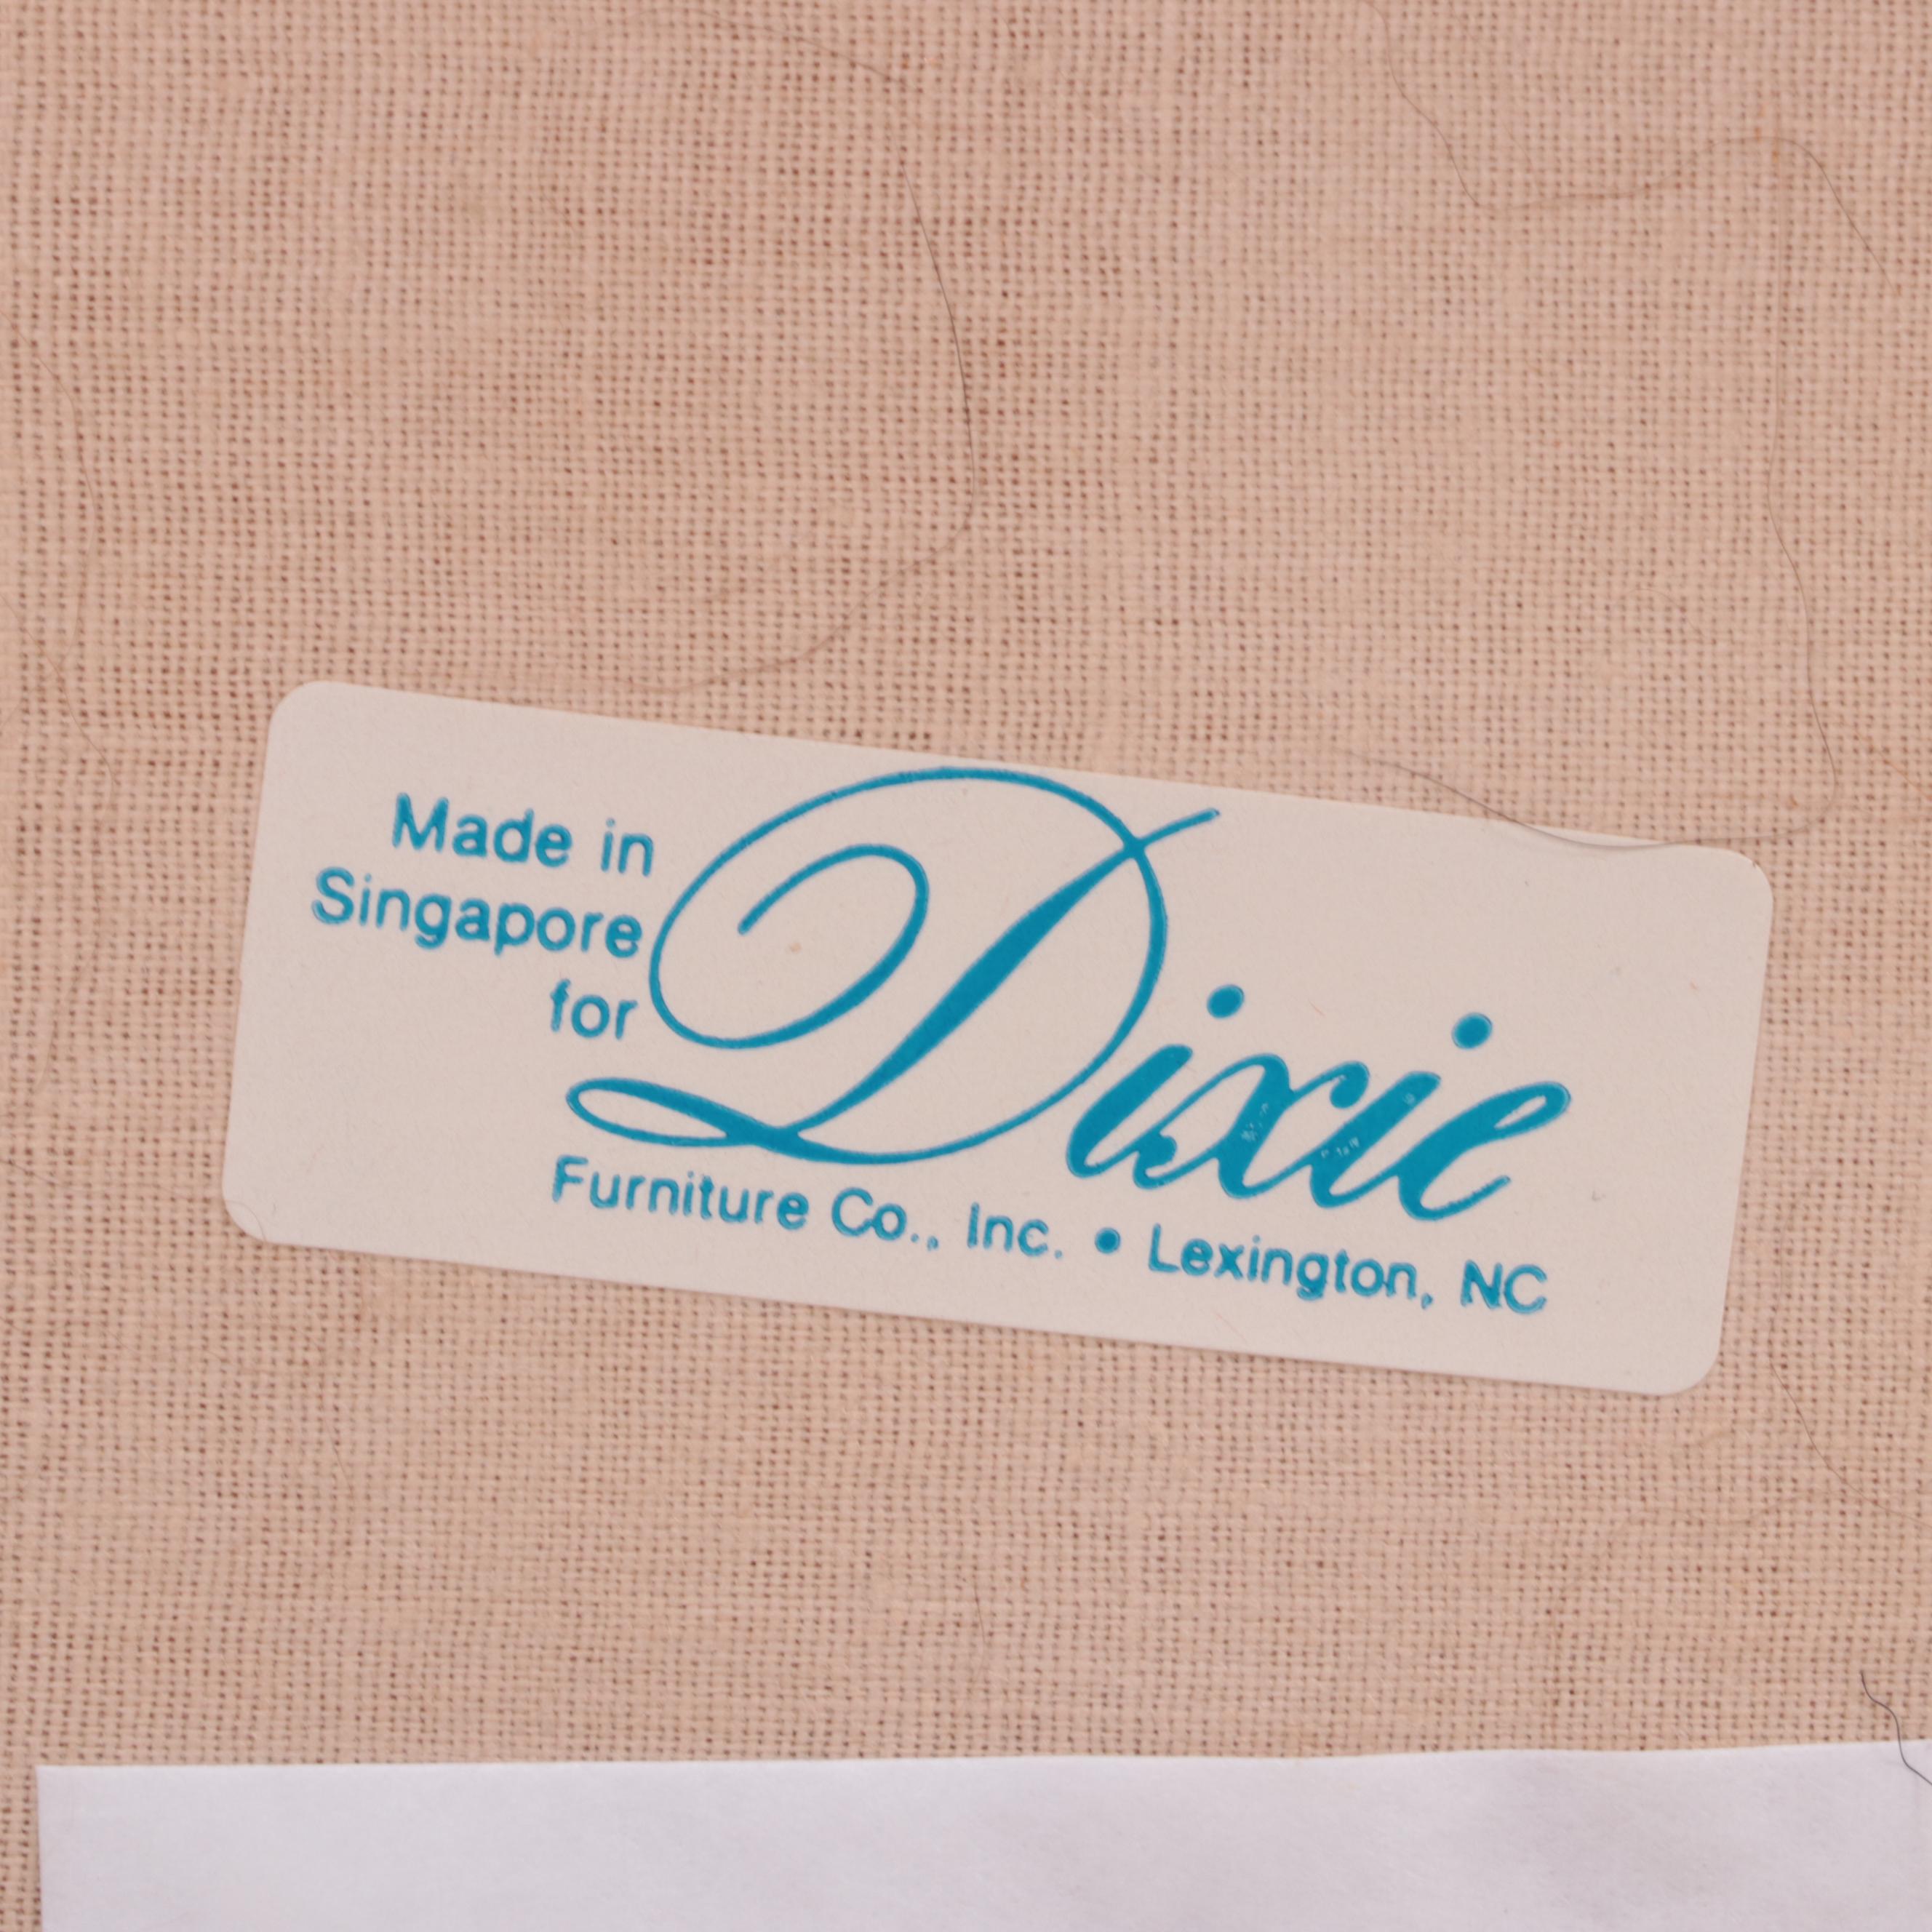 Made in
Singapore
for
Dixie
Furniture Co., Inc. • Lexington, NC